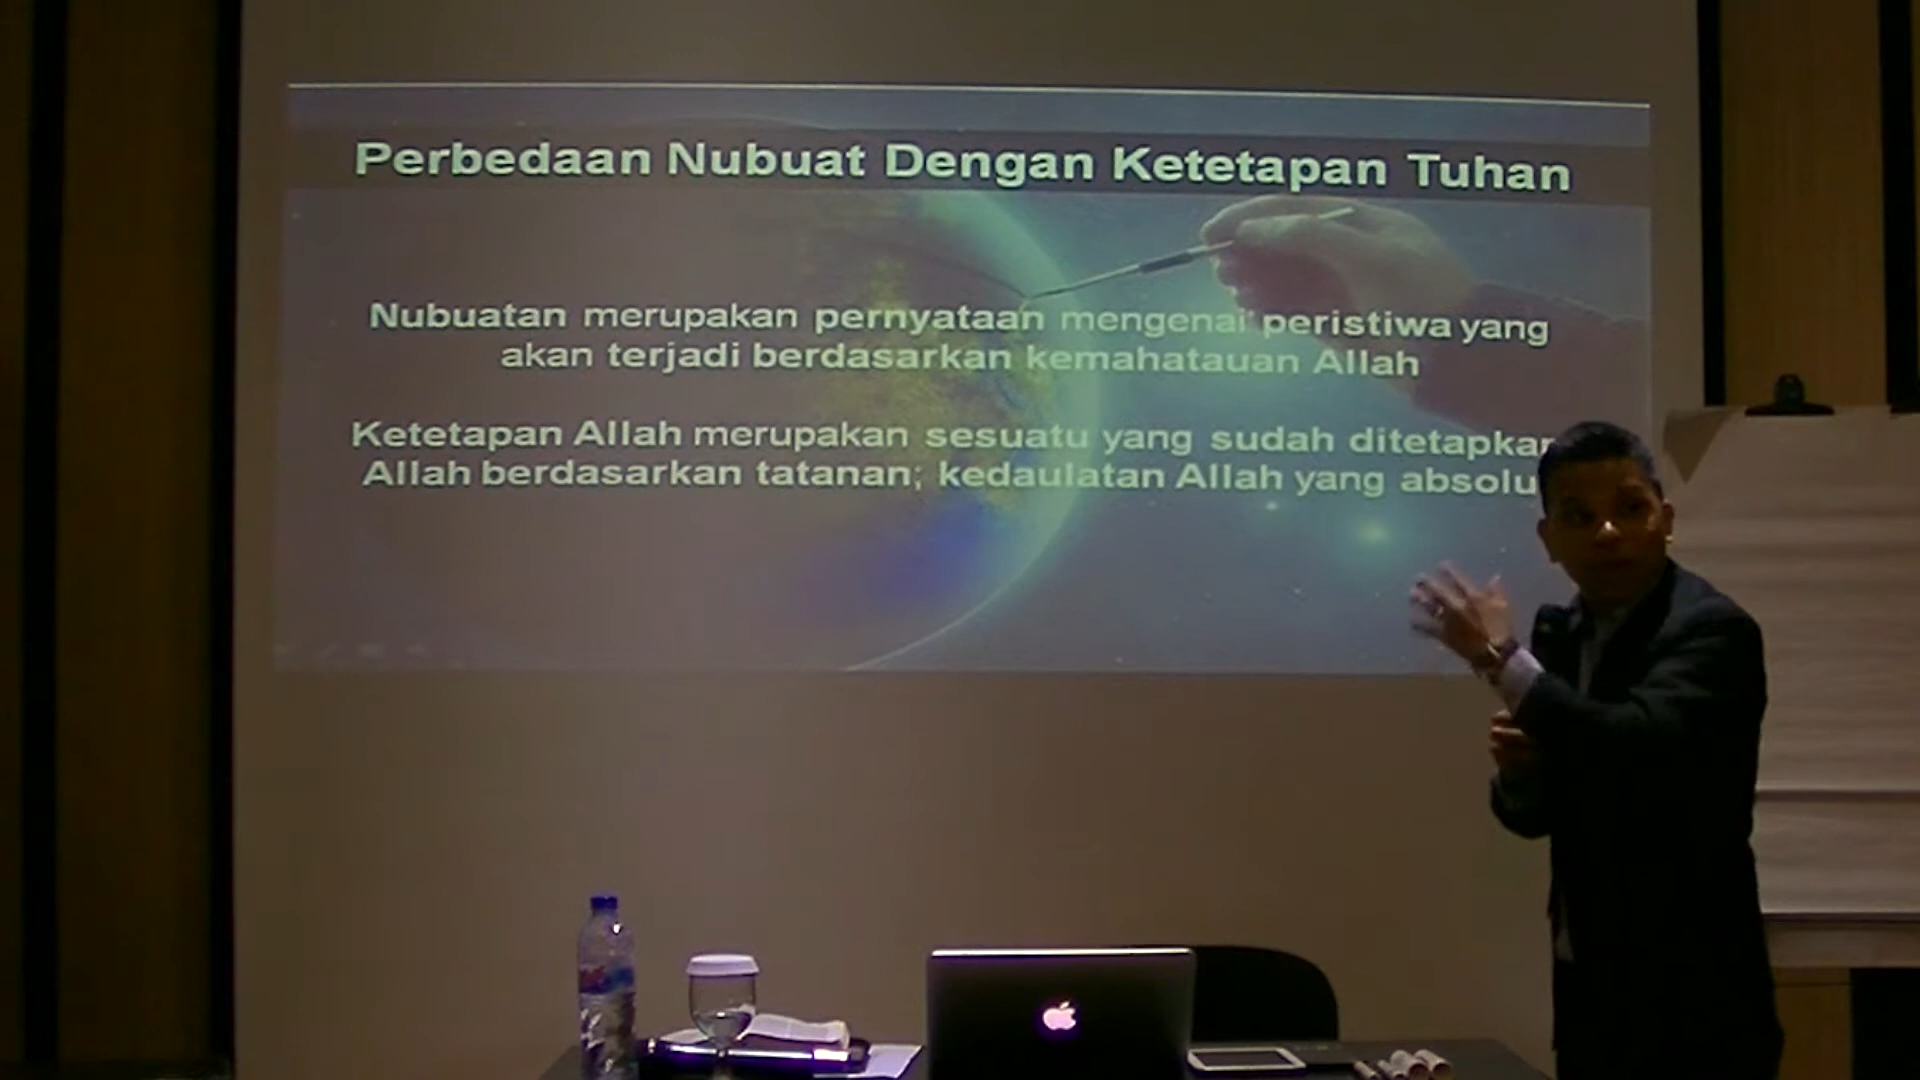 Perbedaan Nubuat Dengan Ketetapan Tuhan
Nubuatan merupakan pernyataan mengenai peristiwa yang
akan terjadi berdasarkan kemahatauan Allah
Ketetapan Allah merupakan sesuatu yang sudah ditetapkan
Allah berdasarkan tatanan; kedaulatan Allah yang absolu